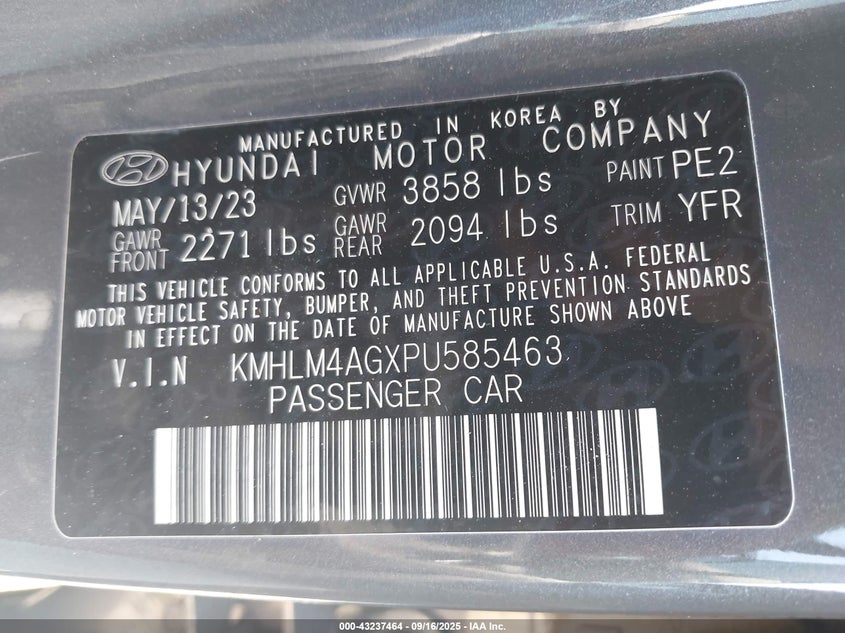 MANUFACTURED IN KOREA BY
HYUNDAI MOTOR COMPANY
MAY/13/23 GVWR 3858 lbs PAINT PE2
GAWR FRONT 2271 lbs GAWR REAR 2094 lbs TRIM YFR
THIS VEHICLE CONFORMS TO ALL APPLICABLE U.S.A. FEDERAL
MOTOR VEHICLE SAFETY, BUMPER, AND THEFT PREVENTION STANDARDS
IN EFFECT ON THE DATE OF MANUFACTURE SHOWN ABOVE
V.I.N KMHLM4AGXPU585463
PASSENGER CAR
000-43237464 - 09/16/2025 - IAA Inc.